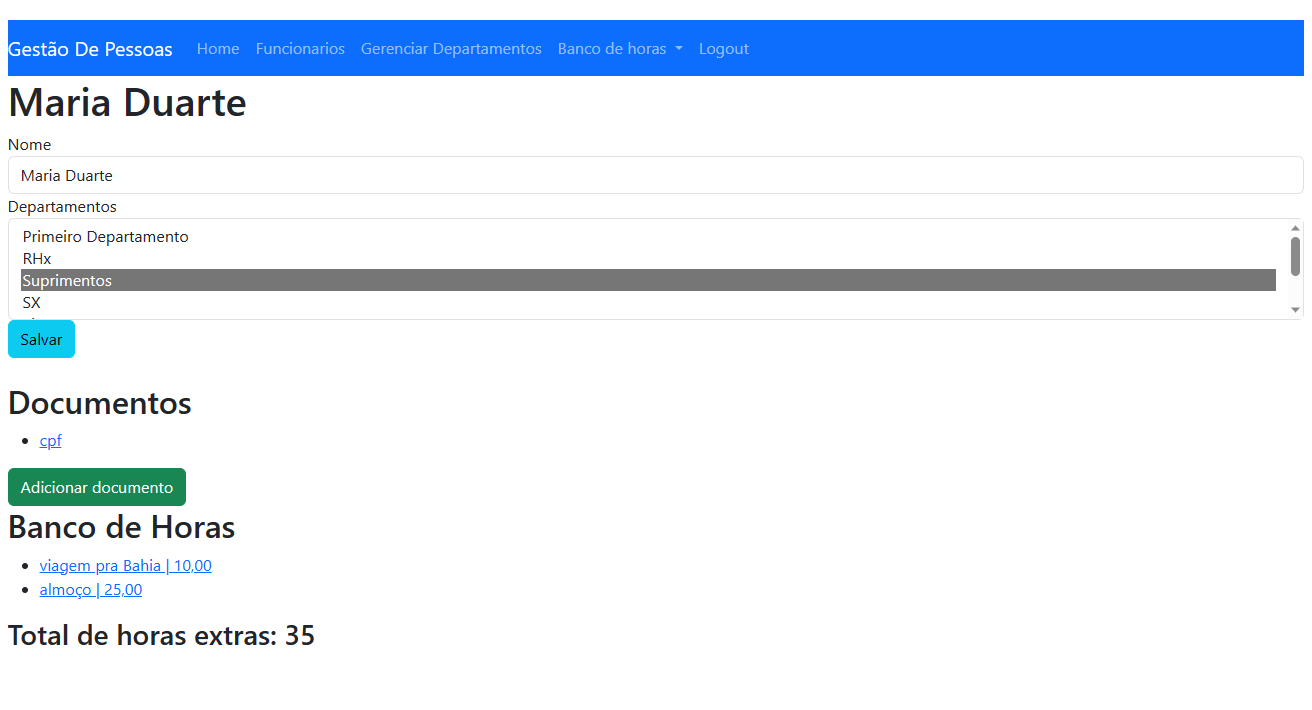 Gestão De Pessoas Home Funcionarios Gerenciar Departamentos Banco de horas Logout
Maria Duarte
Nome
Maria Duarte
Departamentos
Primeiro Departamento
RHx
Suprimentos
SX
Salvar
Documentos
cpf
Adicionar documento
Banco de Horas
viagem pra Bahia | 10,00
almoço | 25,00
Total de horas extras: 35